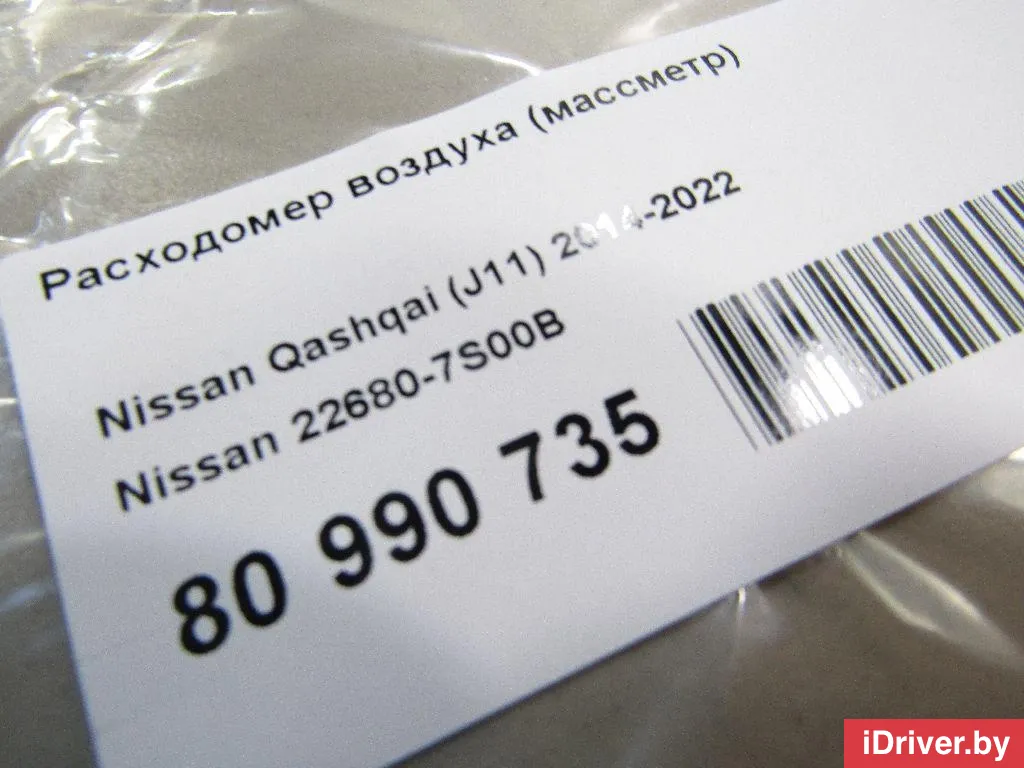 Расходомер воздуха (массметр)
Nissan Qashqai (J11) 2014-2022
Nissan 22680-7S00B
80 990 735
iDriver.by